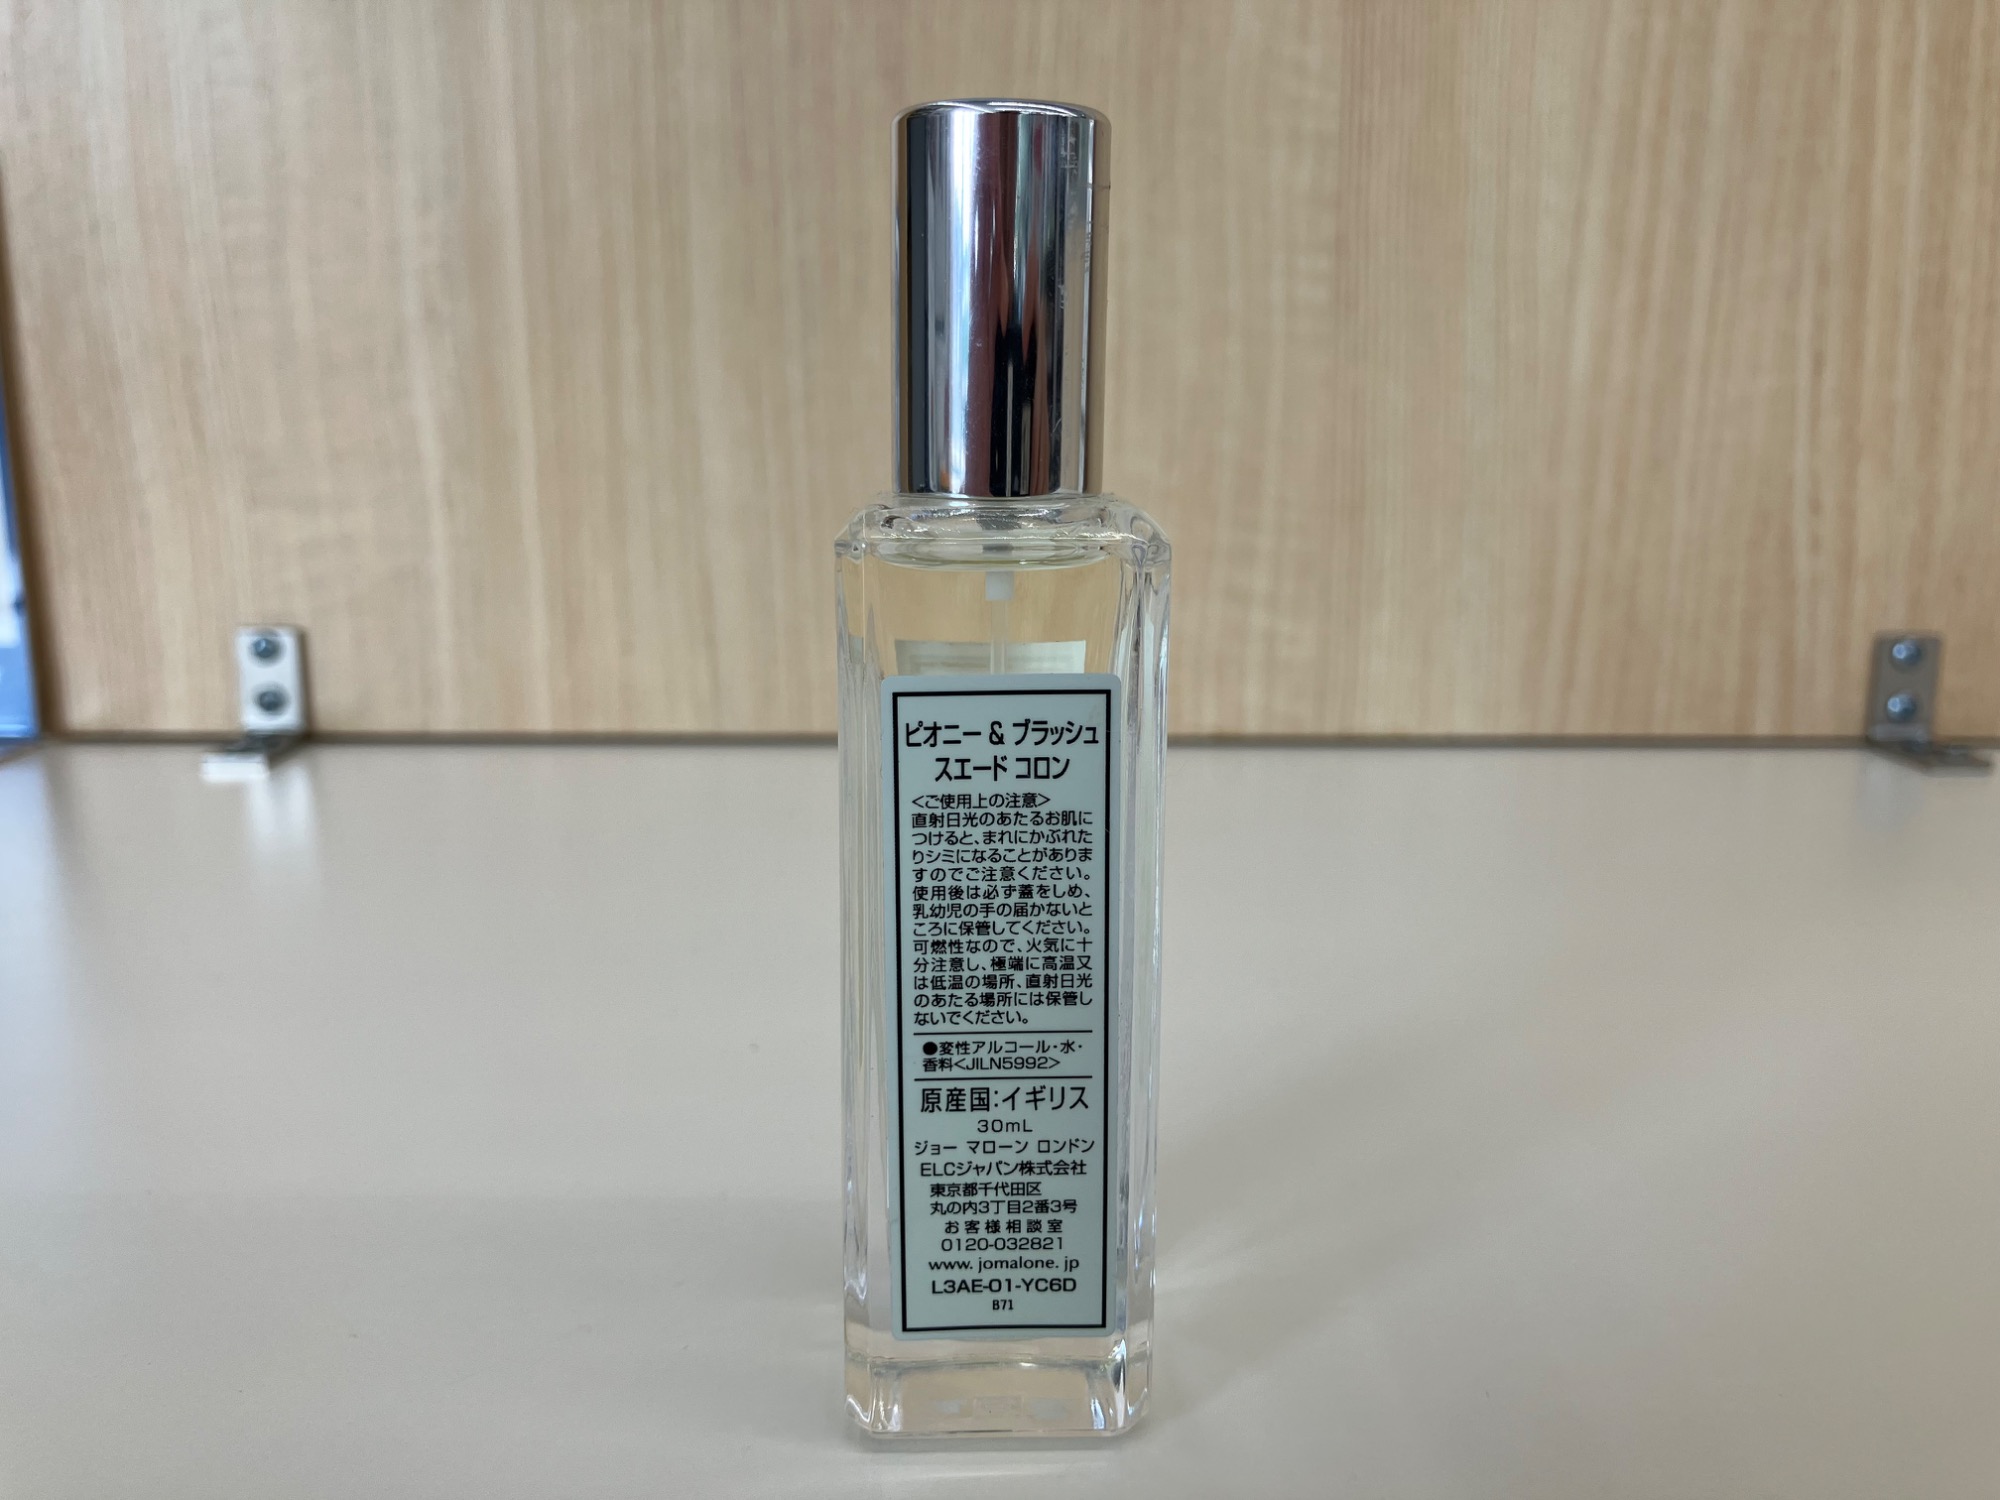 ピオニー & ブラッシュ
スエード コロン
<ご使用上の注意>
直射日光のあたるお肌に
つけると、まれにかぶれた
りシミになることがありま
すのでご注意ください。
使用後は必ず蓋をしめ、
乳幼児の手の届かないと
ころに保管してください。
可燃性なので、火気に十
分注意し、極端に高温又
は低温の場所、直射日光
のあたる場所には保管し
ないでください。
●変性アルコール・水・
香料<JILN5992>
原産国:イギリス
30mL
ジョー マローン ロンドン
ELCジャパン株式会社
東京都千代田区
丸の内3丁目2番3号
お客様相談室
0120-032821
www. jomalone. jp
L3AE-01-YC6D
B71